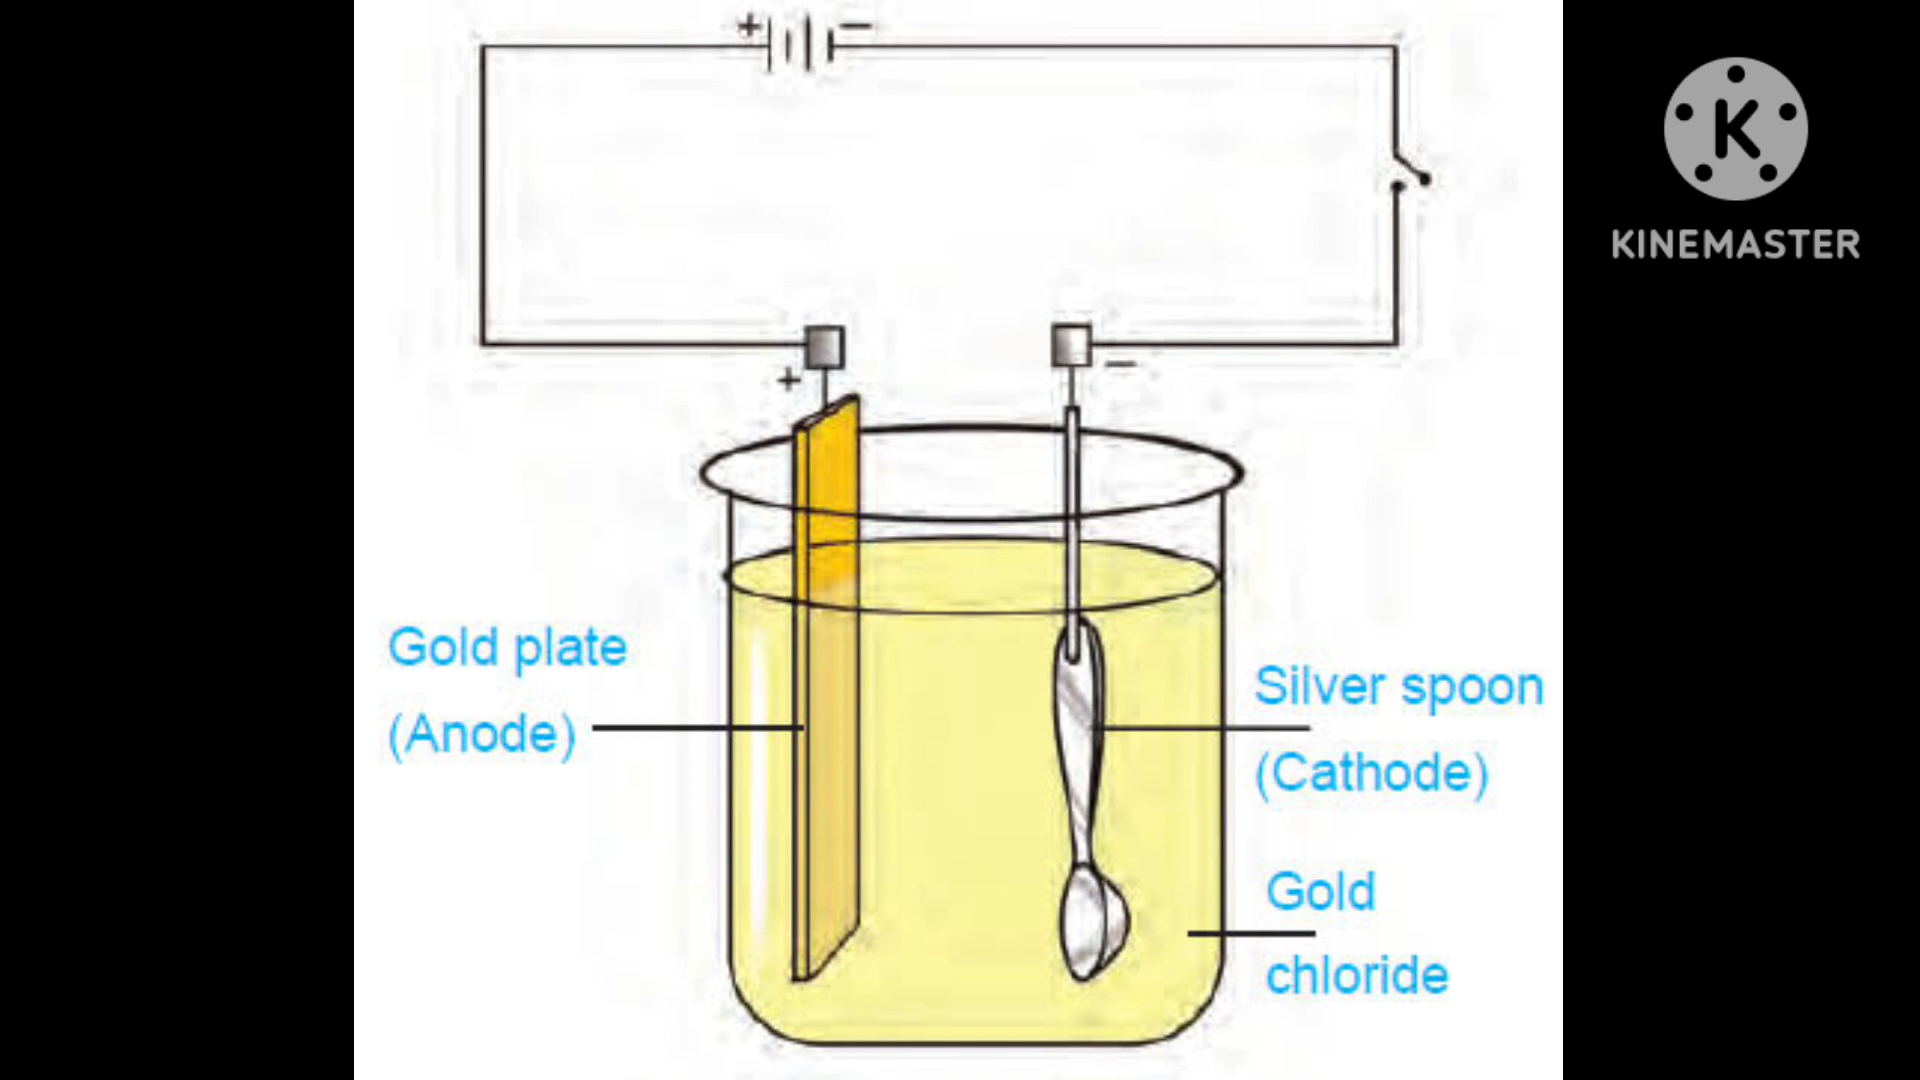 + −
K
KINEMASTER
+ −
Gold plate
(Anode)
Silver spoon
(Cathode)
Gold
chloride